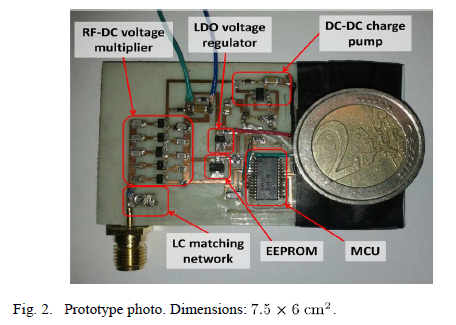 RF-DC voltage
multiplier
LDO voltage
regulator
DC-DC charge
pump
2
LC matching
network
EEPROM
MCU
Fig. 2. Prototype photo. Dimensions: 7.5 × 6 cm².